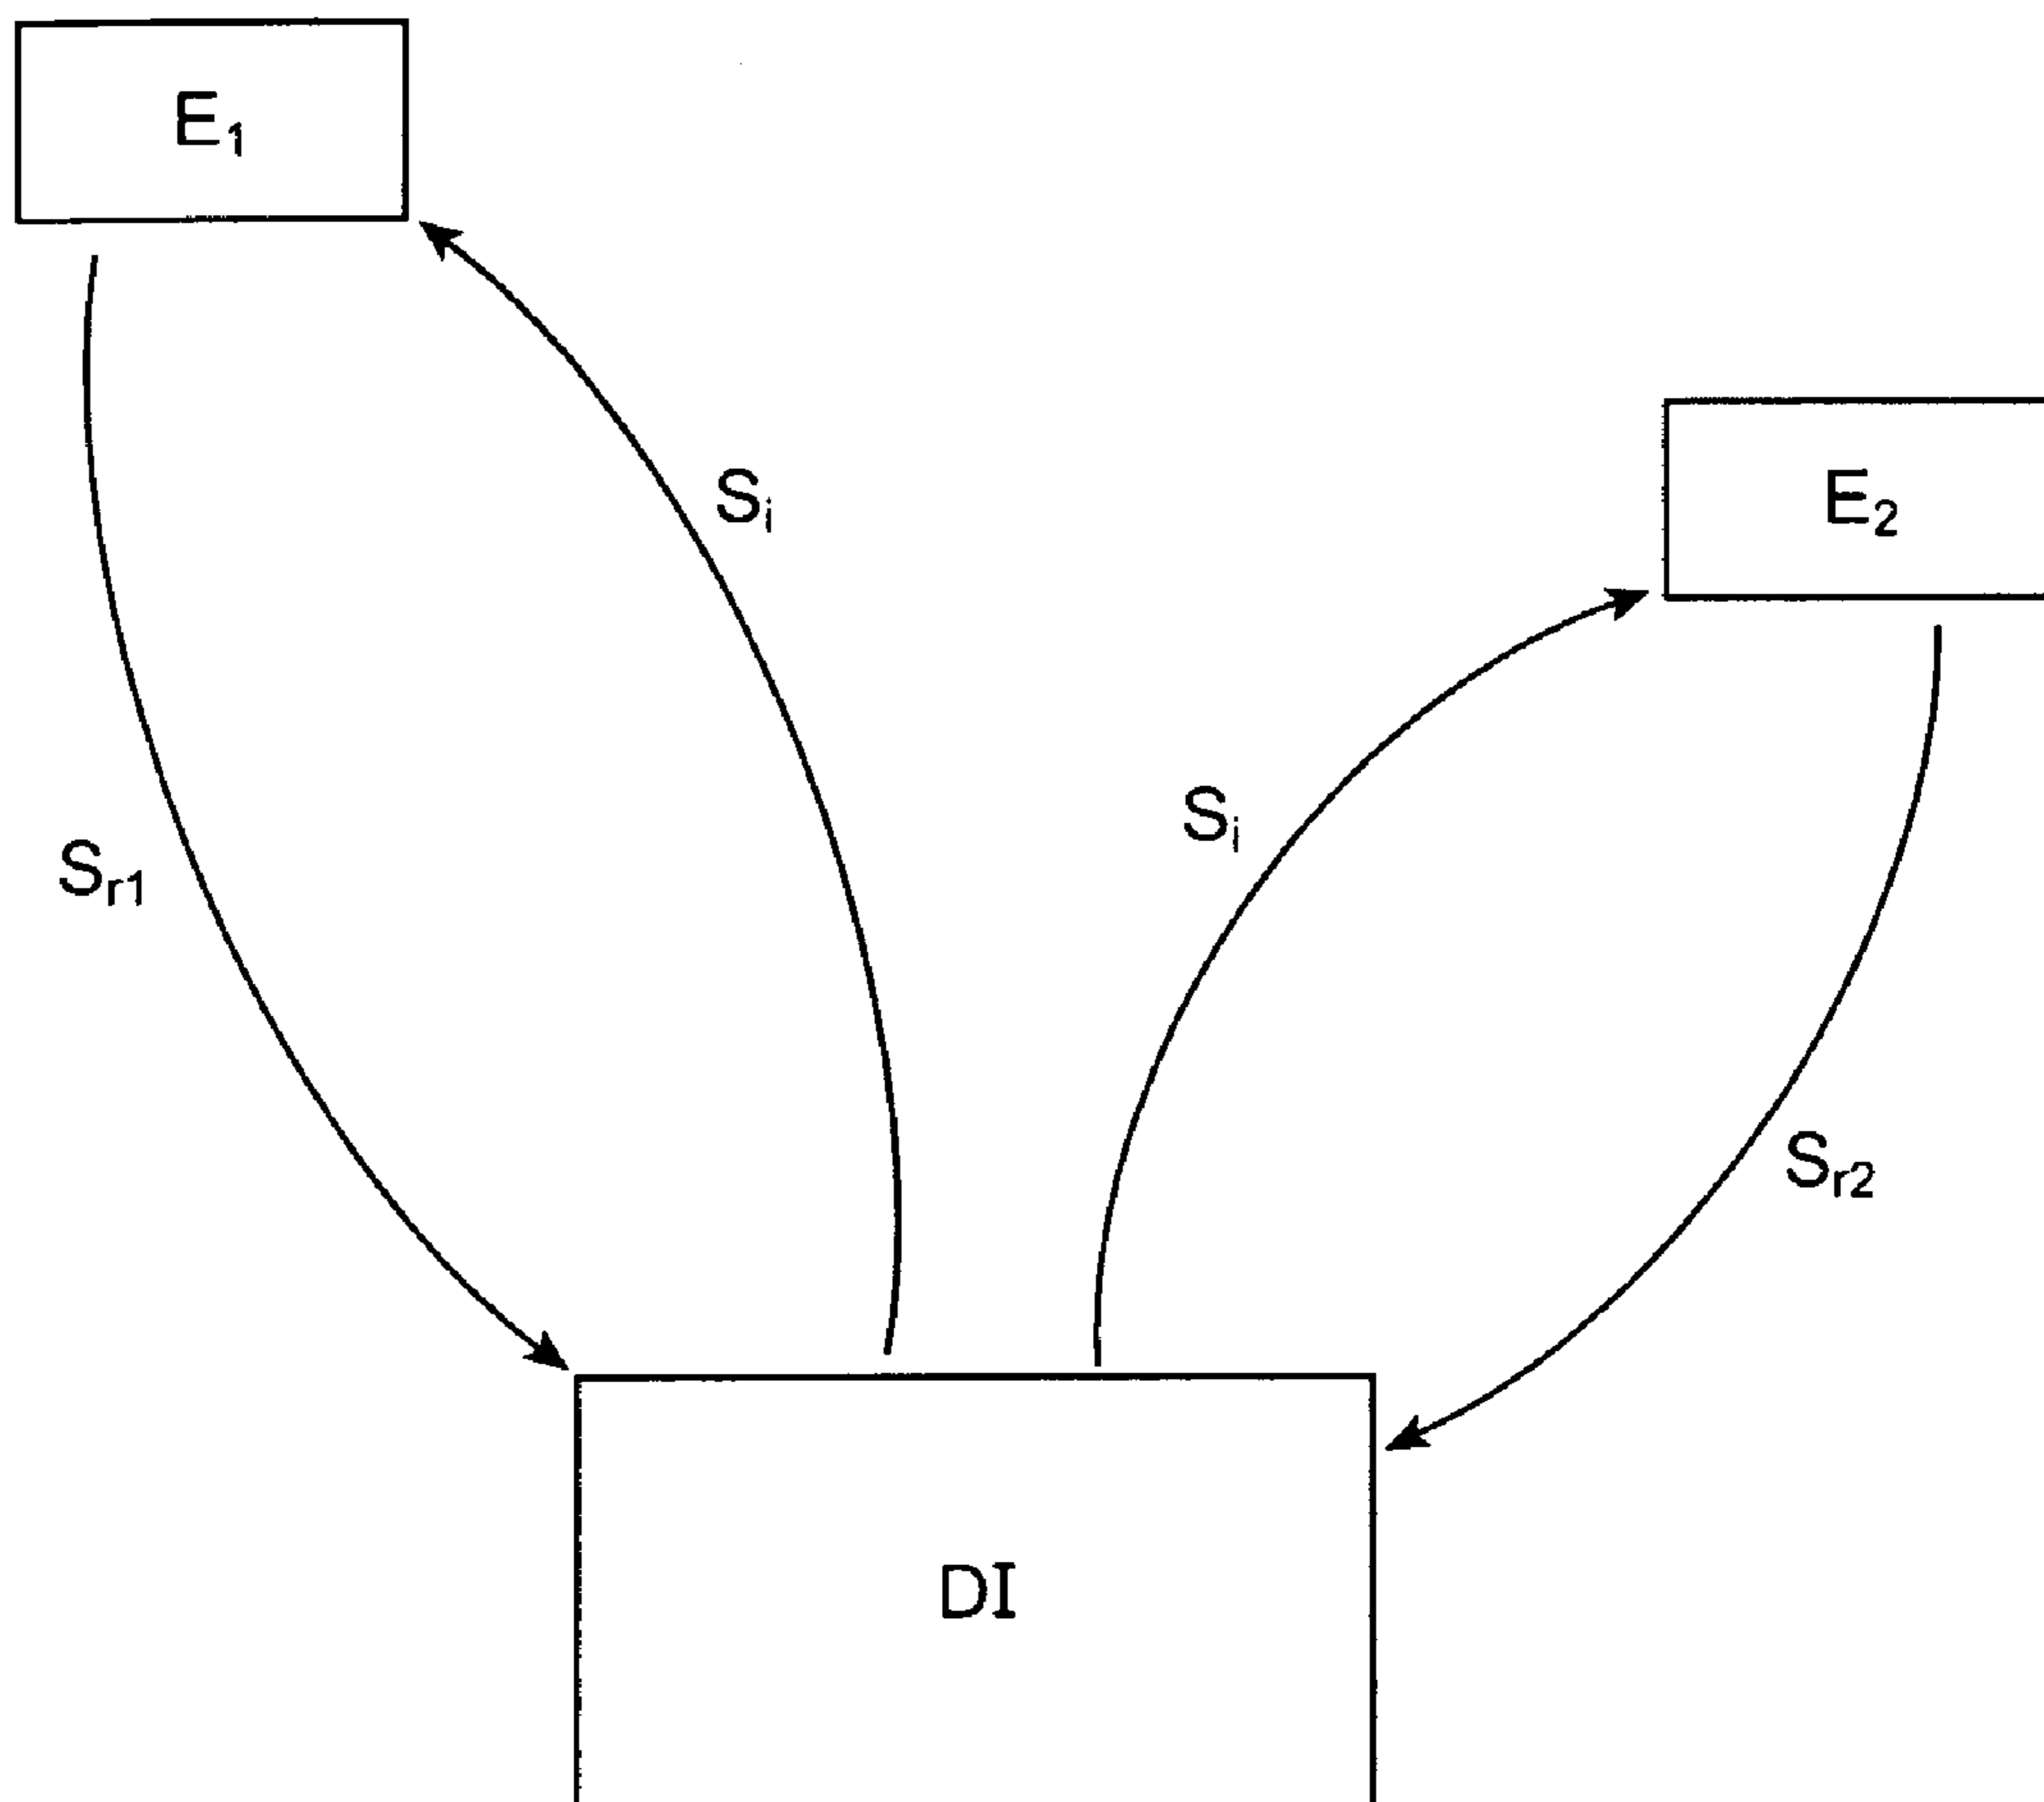 E₁
Sᵢ
E₂
Sᵢ
Sᵣ₁
Sᵣ₂
DI